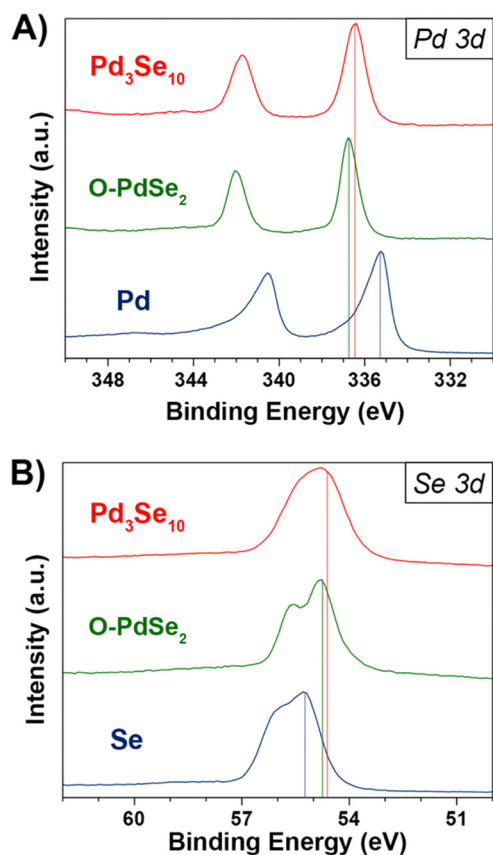 A)
Pd 3d
Pd₃Se₁₀
O-PdSe₂
Pd
Intensity (a.u.)
348 344 340 336 332
Binding Energy (eV)
B)
Se 3d
Pd₃Se₁₀
O-PdSe₂
Se
Intensity (a.u.)
60 57 54 51
Binding Energy (eV)